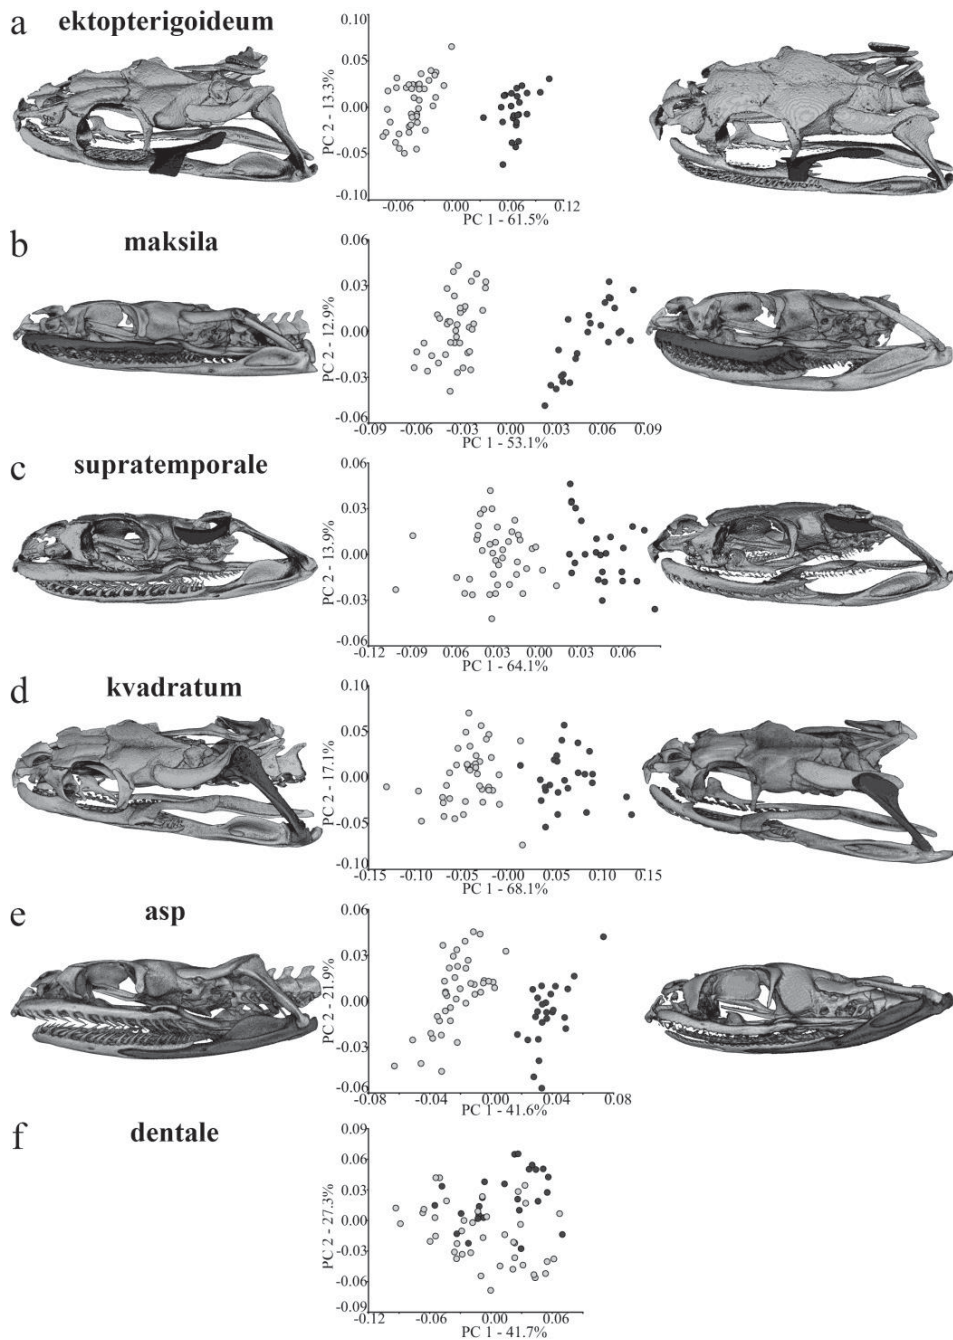 a ektopterigoideum
0.10
0.05
0.00
-0.05
-0.10
PC 2 - 13.3%
-0.06 0.00 0.06 0.12
PC 1 - 61.5%
b maksila
0.06
0.03
0.00
-0.03
-0.06
PC 2 - 12.9%
-0.09 -0.06 -0.03 0.00 0.03 0.06 0.09
PC 1 - 53.1%
c supratemporale
0.06
0.03
0.00
-0.03
-0.06
PC 2 - 13.9%
-0.12 -0.09 0.06 0.03 0.00 0.03 0.06
PC 1 - 64.1%
d kvadratum
0.10
0.05
0.00
-0.05
-0.10
PC 2 - 17.1%
-0.15 -0.10 -0.05 -0.00 0.05 0.10 0.15
PC 1 - 68.1%
e asp
0.06
0.03
0.00
-0.03
-0.06
PC 2 - 21.9%
-0.08 -0.04 0.00 0.04 0.08
PC 1 - 41.6%
f dentale
0.09
0.06
0.03
0.00
-0.03
-0.06
-0.09
PC 2 - 27.3%
-0.12 -0.06 0.00 0.06
PC 1 - 41.7%